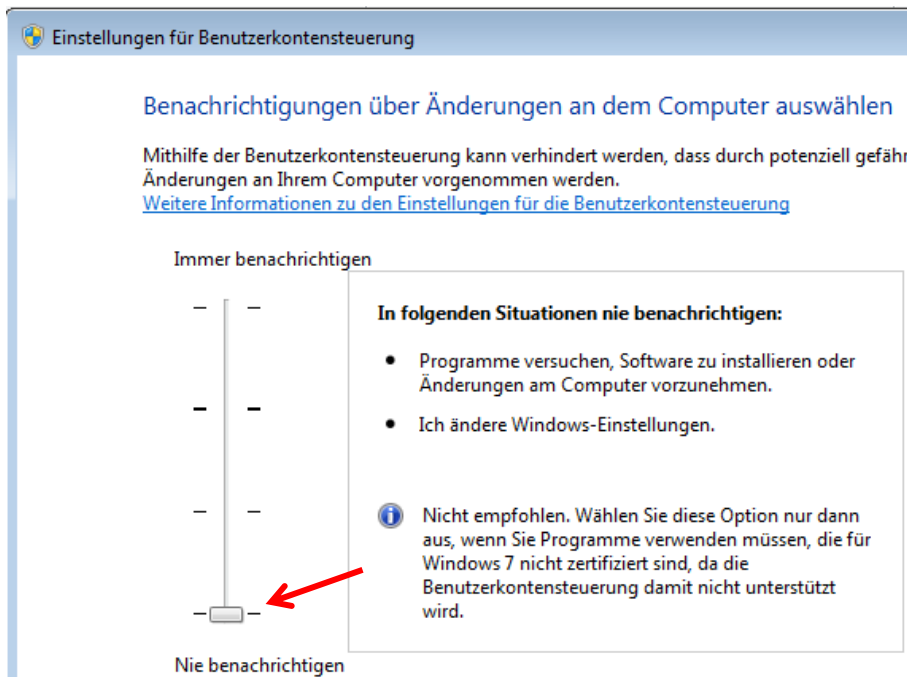 Einstellungen für Benutzerkontensteuerung
Benachrichtigungen über Änderungen an dem Computer auswählen
Mithilfe der Benutzerkontensteuerung kann verhindert werden, dass durch potenziell gefähr
Änderungen an Ihrem Computer vorgenommen werden.
Weitere Informationen zu den Einstellungen für die Benutzerkontensteuerung
Immer benachrichtigen
In folgenden Situationen nie benachrichtigen:
• Programme versuchen, Software zu installieren oder
Änderungen am Computer vorzunehmen.
• Ich ändere Windows-Einstellungen.
Nicht empfohlen. Wählen Sie diese Option nur dann
aus, wenn Sie Programme verwenden müssen, die für
Windows 7 nicht zertifiziert sind, da die
Benutzerkontensteuerung damit nicht unterstützt
wird.
Nie benachrichtigen